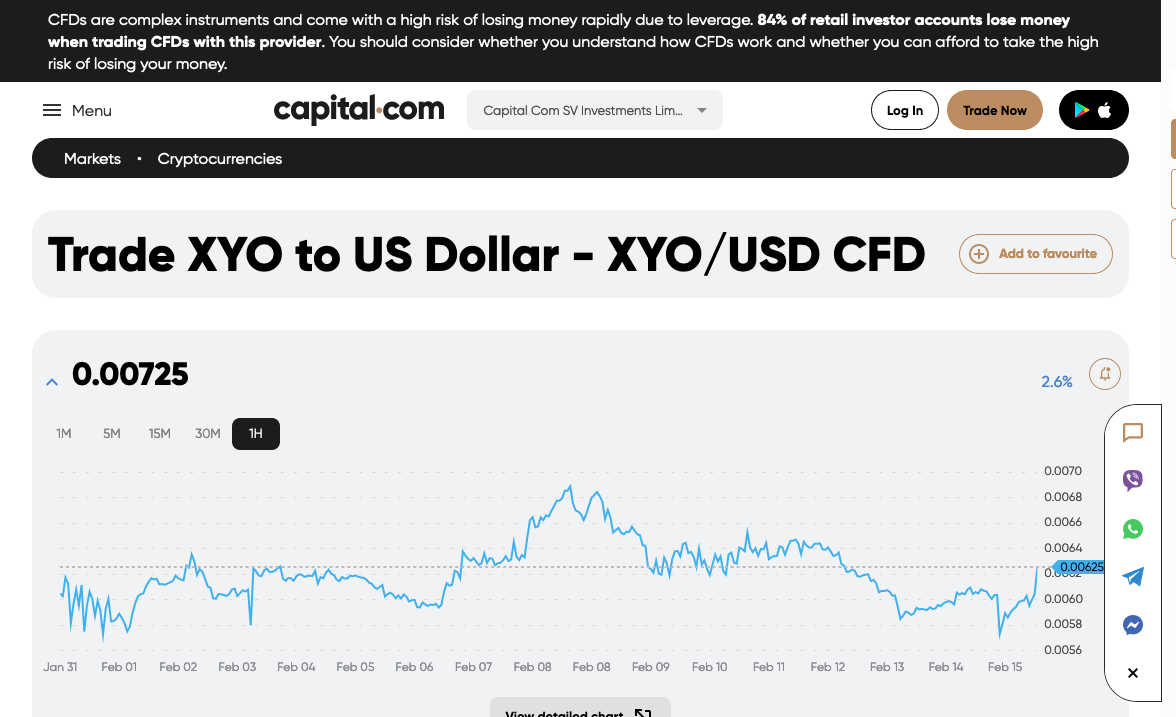 CFDs are complex instruments and come with a high risk of losing money rapidly due to leverage. 84% of retail investor accounts lose money
when trading CFDs with this provider. You should consider whether you understand how CFDs work and whether you can afford to take the high
risk of losing your money.
Menu
capital.com
Capital Com SV Investments Lim...
Log In
Trade Now
Markets • Cryptocurrencies
Trade XYO to US Dollar - XYO/USD CFD
Add to favourite
0.00725
2.6%
1M 5M 15M 30M 1H
0.0070
0.0068
0.0066
0.0064
0.00625
0.0062
0.0060
0.0058
0.0056
Jan 31 Feb 01 Feb 02 Feb 03 Feb 04 Feb 05 Feb 06 Feb 07 Feb 08 Feb 08 Feb 09 Feb 10 Feb 11 Feb 12 Feb 13 Feb 14 Feb 15
View detailed chart